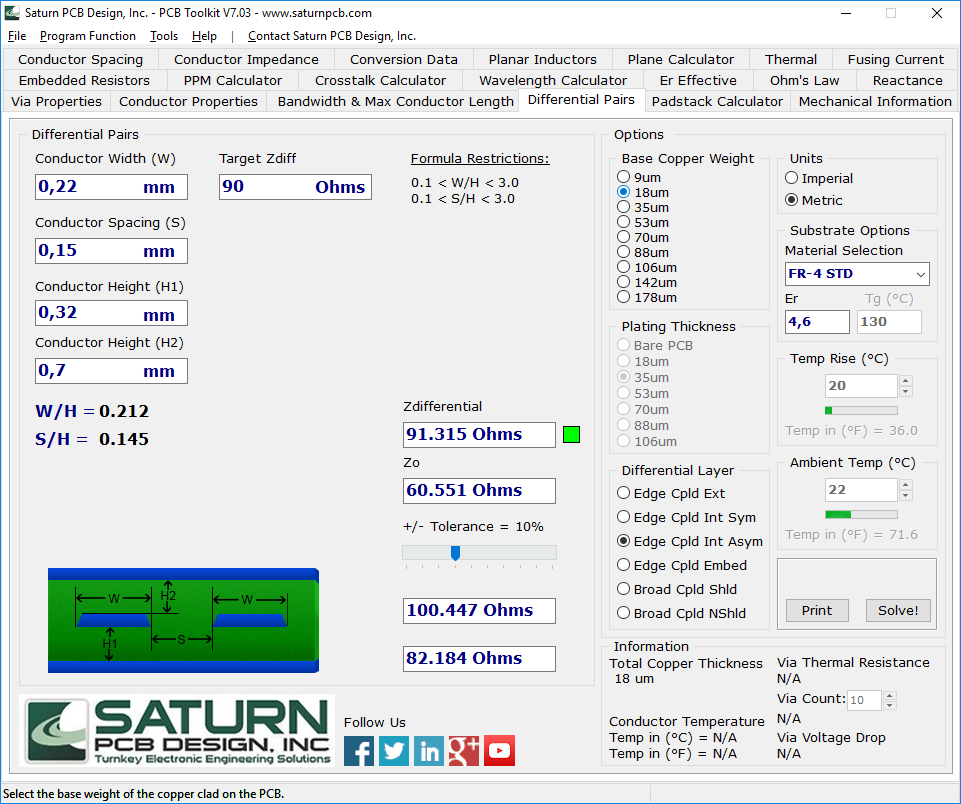 Saturn PCB Design, Inc. - PCB Toolkit V7.03 - www.saturnpcb.com
File Program Function Tools Help | Contact Saturn PCB Design, Inc.
Conductor Spacing Conductor Impedance Conversion Data Planar Inductors Plane Calculator Thermal Fusing Current
Embedded Resistors PPM Calculator Crosstalk Calculator Wavelength Calculator Er Effective Ohm's Law Reactance
Via Properties Conductor Properties Bandwidth & Max Conductor Length Differential Pairs Padstack Calculator Mechanical Information
Differential Pairs
Conductor Width (W)
0,22 mm
Target Zdiff
90 Ohms
Formula Restrictions:
0.1 < W/H < 3.0
0.1 < S/H < 3.0
Conductor Spacing (S)
0,15 mm
Conductor Height (H1)
0,32 mm
Conductor Height (H2)
0,7 mm
W/H = 0.212
S/H = 0.145
Zdifferential
91.315 Ohms
Zo
60.551 Ohms
+/- Tolerance = 10%
100.447 Ohms
82.184 Ohms
W H2 W
H1 S
SATURN
PCB DESIGN, INC
Turnkey Electronic Engineering Solutions
Follow Us
Options
Base Copper Weight
9um
18um
35um
53um
70um
88um
106um
142um
178um
Plating Thickness
Bare PCB
18um
35um
53um
70um
88um
106um
Differential Layer
Edge Cpld Ext
Edge Cpld Int Sym
Edge Cpld Int Asym
Edge Cpld Embed
Broad Cpld Shld
Broad Cpld NShld
Units
Imperial
Metric
Substrate Options
Material Selection
FR-4 STD
Er Tg (°C)
4,6 130
Temp Rise (°C)
20
Temp in (°F) = 36.0
Ambient Temp (°C)
22
Temp in (°F) = 71.6
Print Solve!
Information
Total Copper Thickness
18 um
Conductor Temperature
Temp in (°C) = N/A
Temp in (°F) = N/A
Via Thermal Resistance
N/A
Via Count: 10
N/A
Via Voltage Drop
N/A
Select the base weight of the copper clad on the PCB.